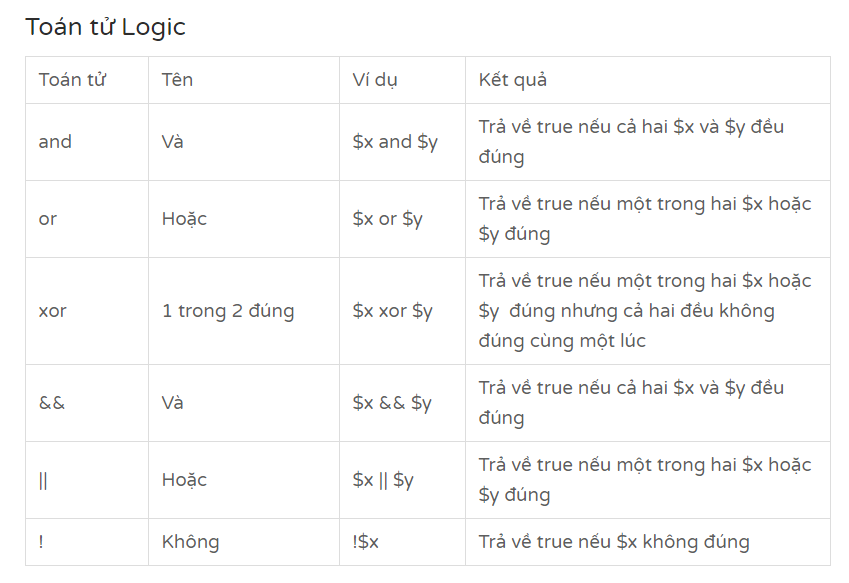 Toán tử Logic
Toán tử Tên Ví dụ Kết quả
and Và $x and $y Trả về true nếu cả hai $x và $y đều
đúng
or Hoặc $x or $y Trả về true nếu một trong hai $x hoặc
$y đúng
xor 1 trong 2 đúng $x xor $y Trả về true nếu một trong hai $x hoặc
$y đúng nhưng cả hai đều không
đúng cùng một lúc
&& Và $x && $y Trả về true nếu cả hai $x và $y đều
đúng
|| Hoặc $x || $y Trả về true nếu một trong hai $x hoặc
$y đúng
! Không !$x Trả về true nếu $x không đúng